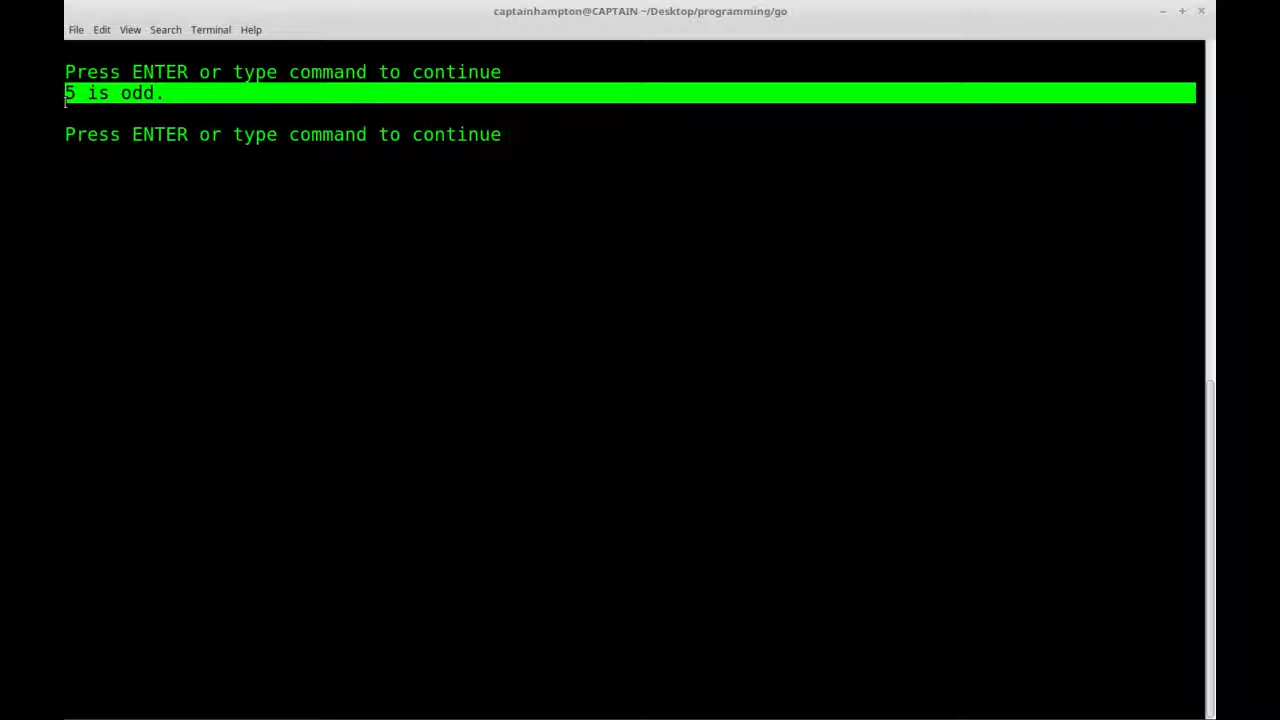 captainhampton@CAPTAIN ~/Desktop/programming/go
File Edit View Search Terminal Help
Press ENTER or type command to continue
5 is odd.
Press ENTER or type command to continue